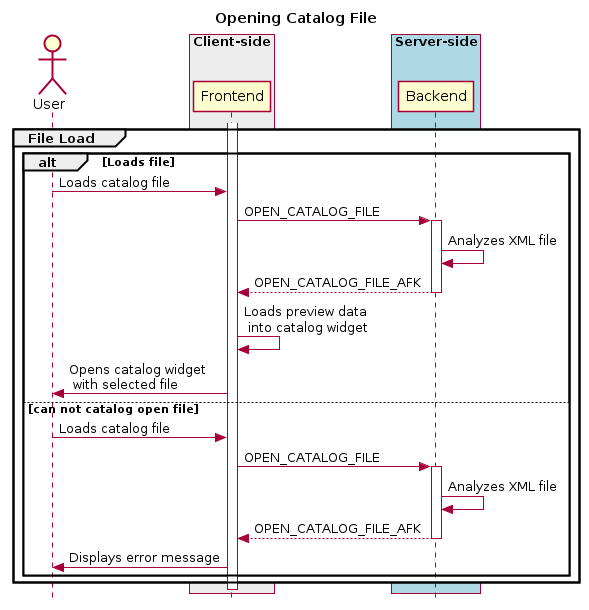 Opening Catalog File
Client-side
Server-side
User
Frontend
Backend
File Load
alt
[Loads file]
Loads catalog file
OPEN_CATALOG_FILE
Analyzes XML file
OPEN_CATALOG_FILE_AFK
Loads preview data
into catalog widget
Opens catalog widget
with selected file
[can not catalog open file]
Loads catalog file
OPEN_CATALOG_FILE
Analyzes XML file
OPEN_CATALOG_FILE_AFK
Displays error message